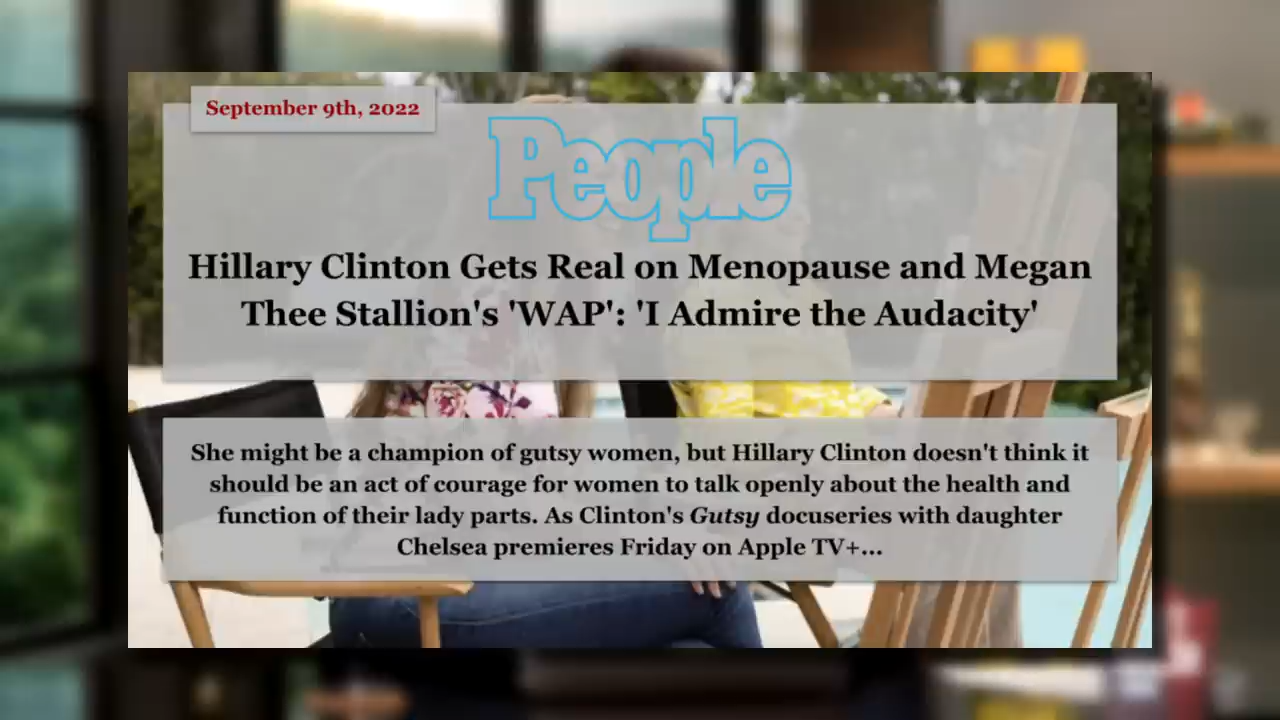 September 9th, 2022
People
Hillary Clinton Gets Real on Menopause and Megan
Thee Stallion's 'WAP': 'I Admire the Audacity'
She might be a champion of gutsy women, but Hillary Clinton doesn't think it
should be an act of courage for women to talk openly about the health and
function of their lady parts. As Clinton's Gutsy docuseries with daughter
Chelsea premieres Friday on Apple TV+...